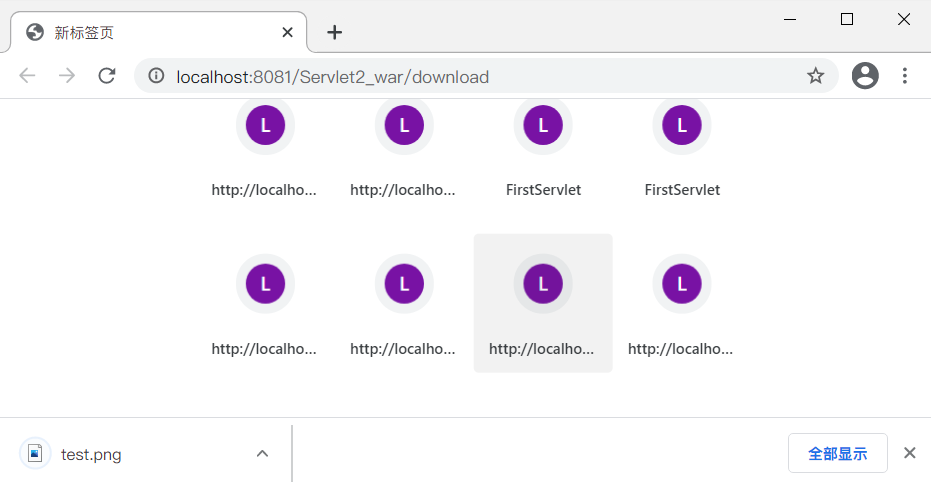 新标签页
localhost:8081/Servlet2_war/download
L L L L
http://localho... http://localho... FirstServlet FirstServlet
L L L L
http://localho... http://localho... http://localho... http://localho...
test.png 全部显示